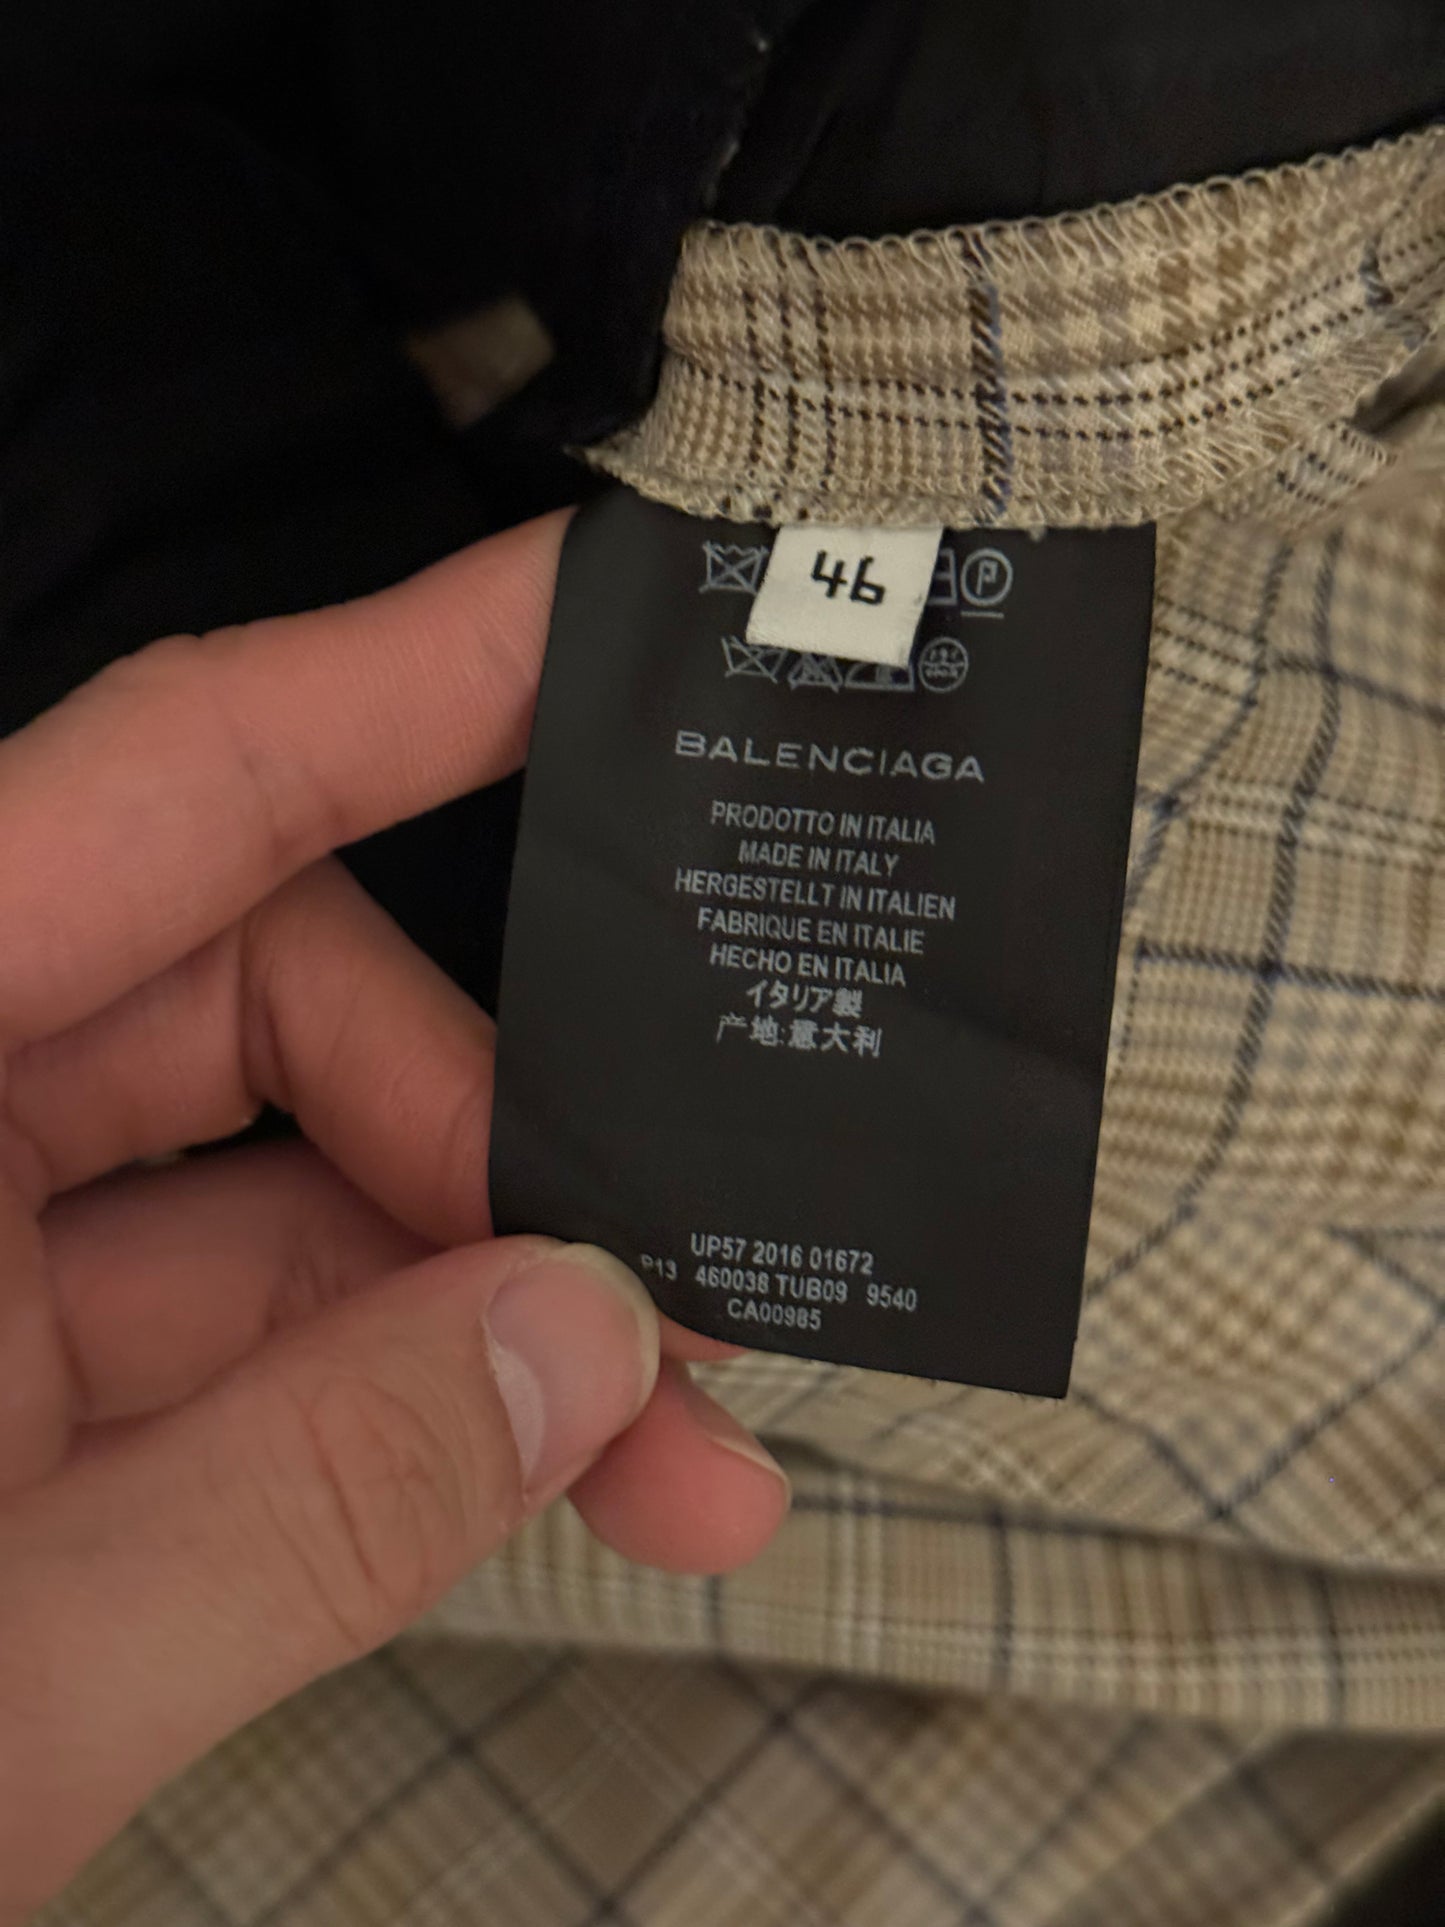 46
P
BALENCIAGA
PRODOTTO IN ITALIA
MADE IN ITALY
HERGESTELLT IN ITALIEN
FABRIQUE EN ITALIE
HECHO EN ITALIA
イタリア製
产地:意大利
UP57 2016 01672
P13 460038 TUB09 9540
CA00985